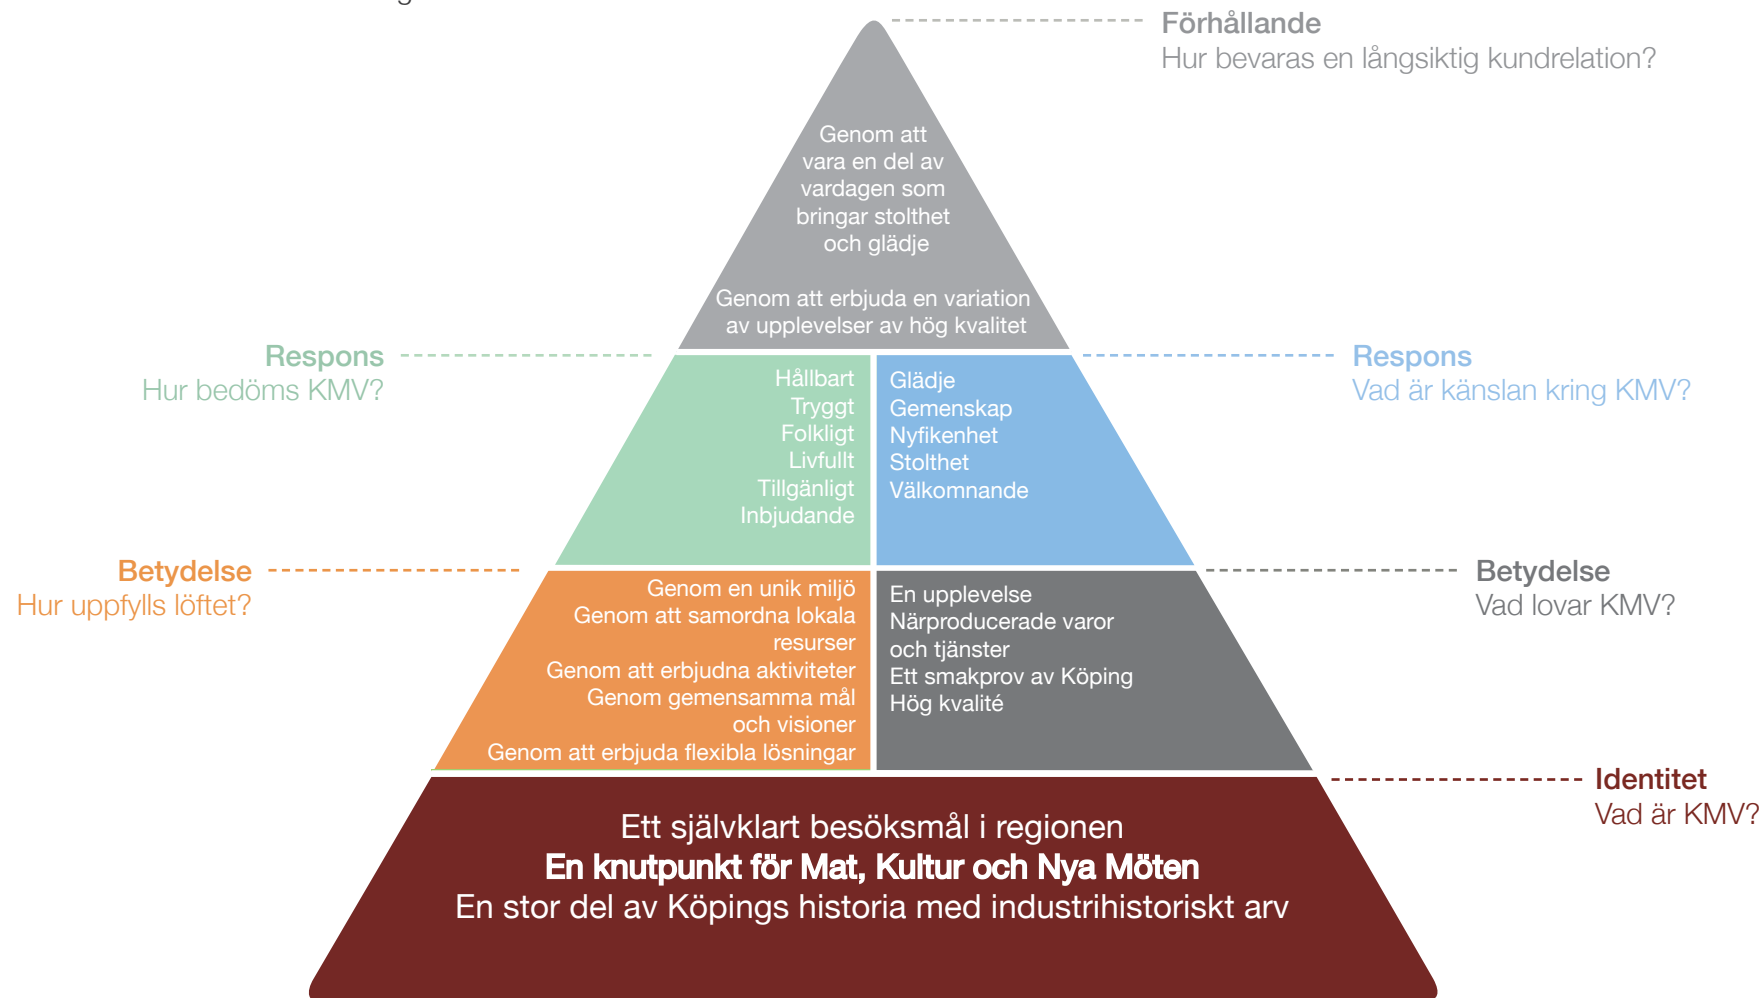 Förhållande
Hur bevaras en långsiktig kundrelation?
Genom att
vara en del av
vardagen som
bringar stolthet
och glädje
Genom att erbjuda en variation
av upplevelser av hög kvalitet
Respons
Hur bedöms KMV?
Hållbart
Tryggt
Folkligt
Livfullt
Tillgänligt
Inbjudande
Glädje
Gemenskap
Nyfikenhet
Stolthet
Välkomnande
Respons
Vad är känslan kring KMV?
Betydelse
Hur uppfylls löftet?
Genom en unik miljö
Genom att samordna lokala
resurser
Genom att erbjudna aktiviteter
Genom gemensamma mål
och visioner
Genom att erbjuda flexibla lösningar
En upplevelse
Närproducerade varor
och tjänster
Ett smakprov av Köping
Hög kvalité
Betydelse
Vad lovar KMV?
Identitet
Vad är KMV?
Ett självklart besöksmål i regionen
En knutpunkt för Mat, Kultur och Nya Möten
En stor del av Köpings historia med industrihistoriskt arv